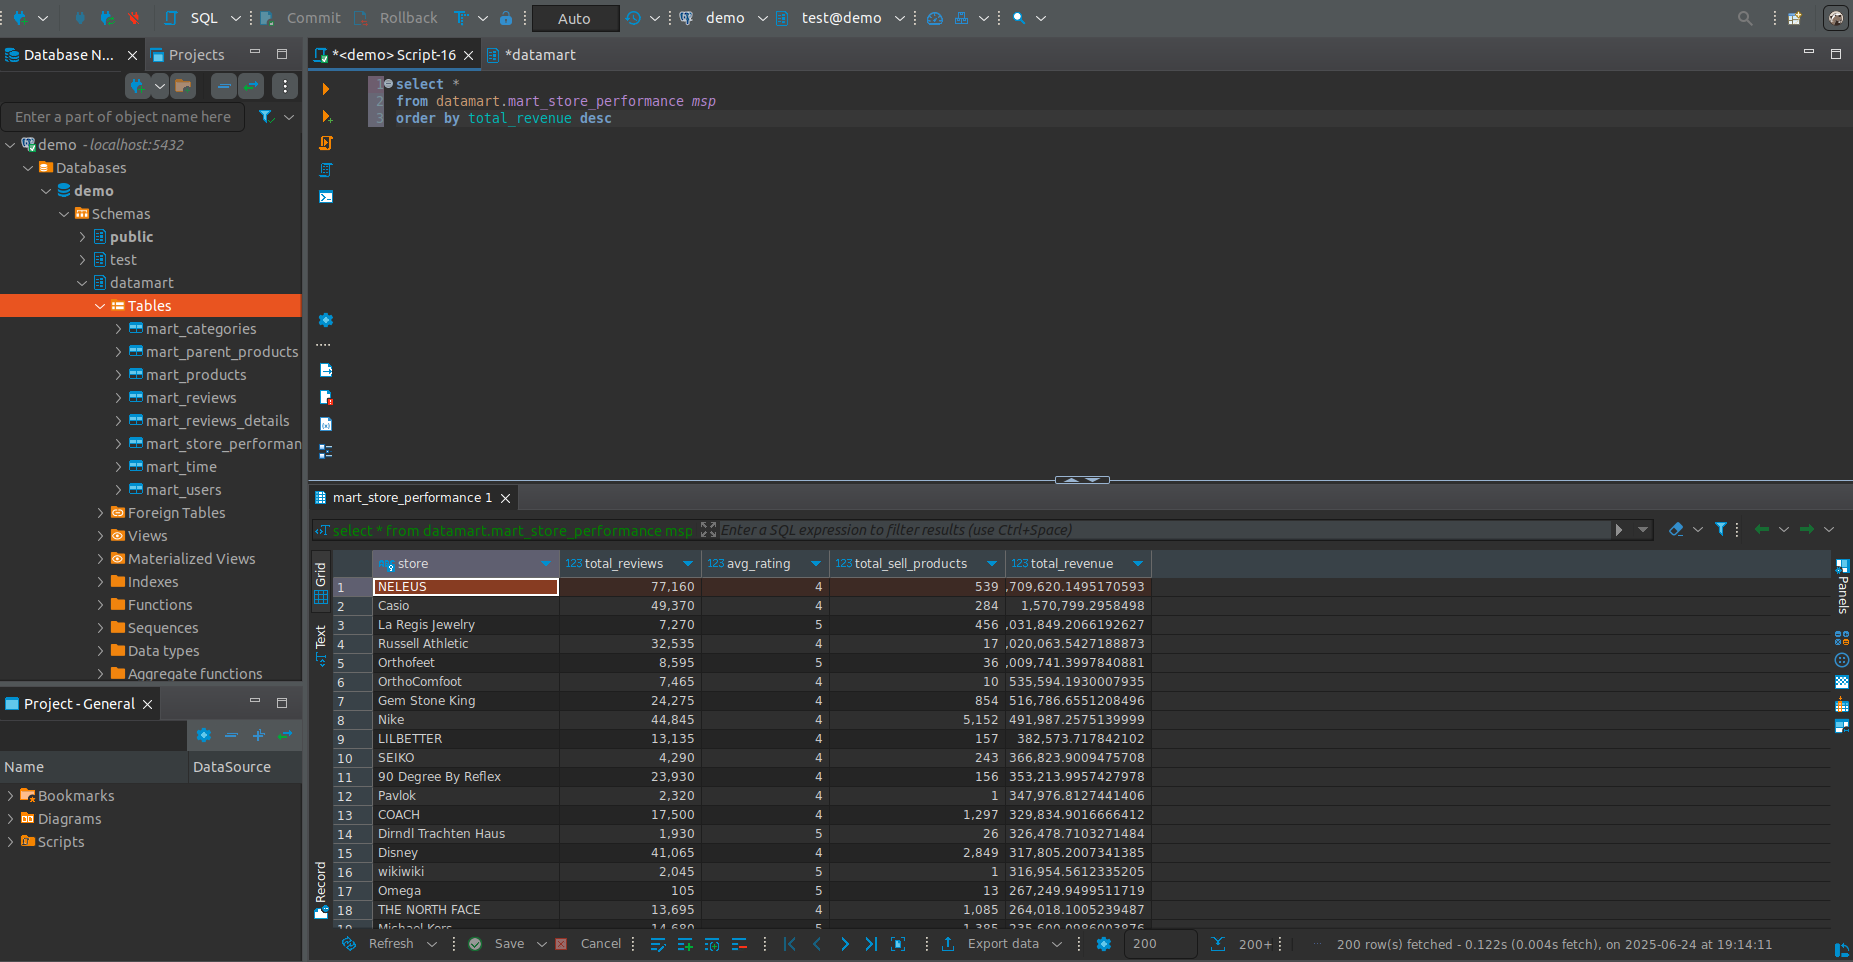 SQL Commit Rollback T Auto demo test@demo
Database N... Projects
Enter a part of object name here
demo - localhost:5432
Databases
demo
Schemas
public
test
datamart
Tables
mart_categories
mart_parent_products
mart_products
mart_reviews
mart_reviews_details
mart_store_performan
mart_time
mart_users
Foreign Tables
Views
Materialized Views
Indexes
Functions
Sequences
Data types
Aggregate functions
Project - General
Name DataSource
Bookmarks
Diagrams
Scripts
*<demo> Script-16 *datamart
1 select *
2 from datamart.mart_store_performance msp
3 order by total_revenue desc
mart_store_performance 1
select * from datamart.mart_store_performance msp Enter a SQL expression to filter results (use Ctrl+Space)
Grid
Text
Record
Panels
store 123 total_reviews 123 avg_rating 123 total_sell_products 123 total_revenue
1 NELEUS 77,160 4 539 ,709,620.1495170593
2 Casio 49,370 4 284 1,570,799.2958498
3 La Regis Jewelry 7,270 5 456 ,031,849.2066192627
4 Russell Athletic 32,535 4 17 ,020,063.5427188873
5 Orthofeet 8,595 5 36 ,009,741.3997840881
6 OrthoComfoot 7,465 4 10 535,594.1930007935
7 Gem Stone King 24,275 4 854 516,786.6551208496
8 Nike 44,845 4 5,152 491,987.2575139999
9 LILBETTER 13,135 4 157 382,573.717842102
10 SEIKO 4,290 4 243 366,823.9009475708
11 90 Degree By Reflex 23,930 4 156 353,213.9957427978
12 Pavlok 2,320 4 1 347,976.8127441406
13 COACH 17,500 4 1,297 329,834.9016666412
14 Dirndl Trachten Haus 1,930 5 26 326,478.7103271484
15 Disney 41,065 4 2,849 317,805.2007341385
16 wikiwiki 2,045 5 1 316,954.5612335205
17 Omega 105 5 13 267,249.9499511719
18 THE NORTH FACE 13,695 4 1,085 264,018.1005239487
19 Michael Kors 14,680 5 1,385 235,600.0986003876
Refresh Save Cancel Export data 200 200+ 200 row(s) fetched - 0.122s (0.004s fetch), on 2025-06-24 at 19:14:11